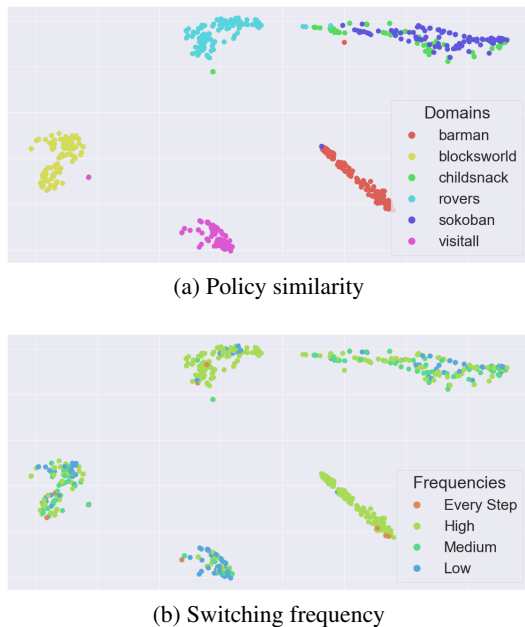 Domains
barman
blocksworld
childsnack
rovers
sokoban
visitall
(a) Policy similarity
Frequencies
Every Step
High
Medium
Low
(b) Switching frequency